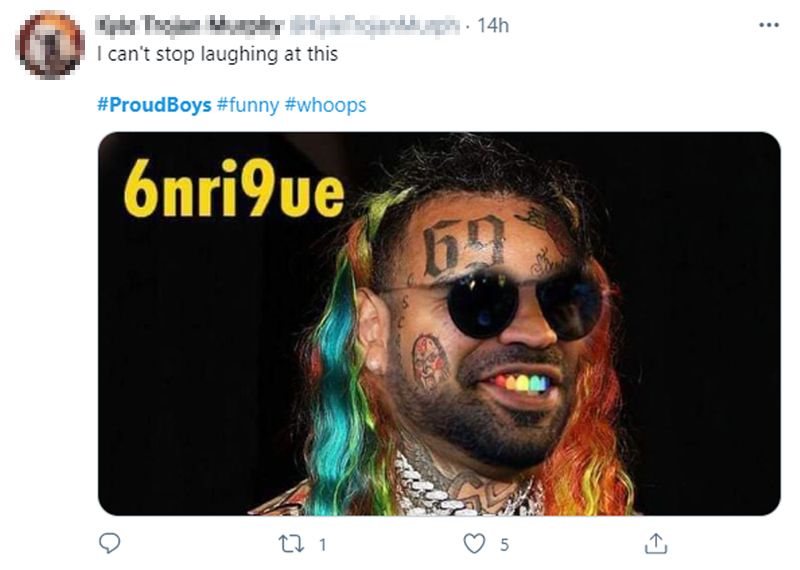 · 14h
I can't stop laughing at this
#ProudBoys #funny #whoops
6nri9ue
69
1
5